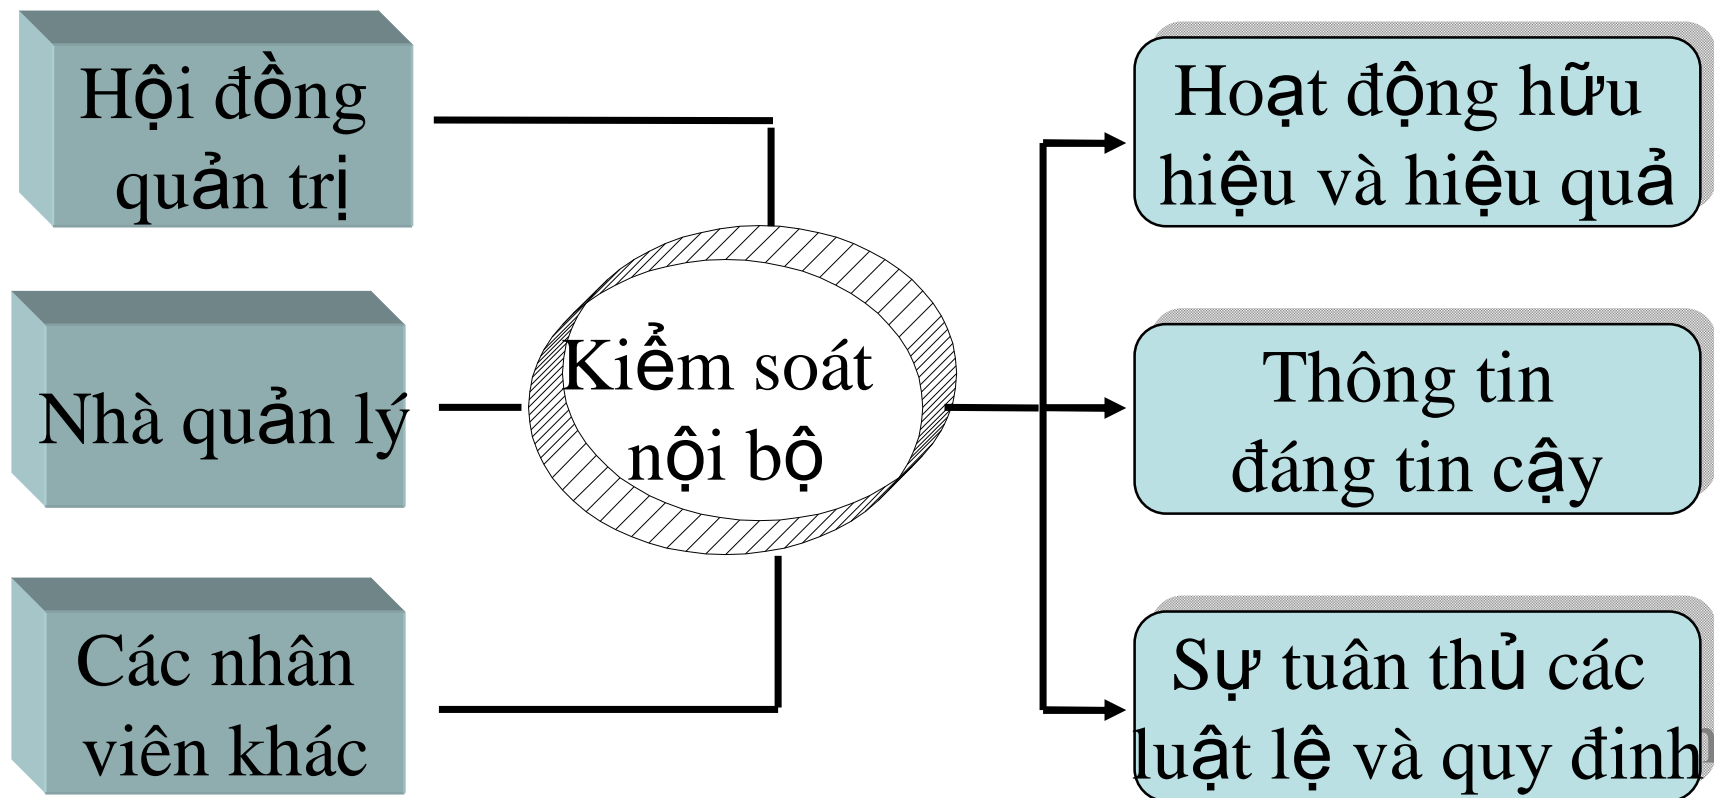 Hội đồng
quản trị
Nhà quản lý
Các nhân
viên khác
Kiểm soát
nội bộ
Hoạt động hữu
hiệu và hiệu quả
Thông tin
đáng tin cậy
Sự tuân thủ các
luật lệ và quy đinh